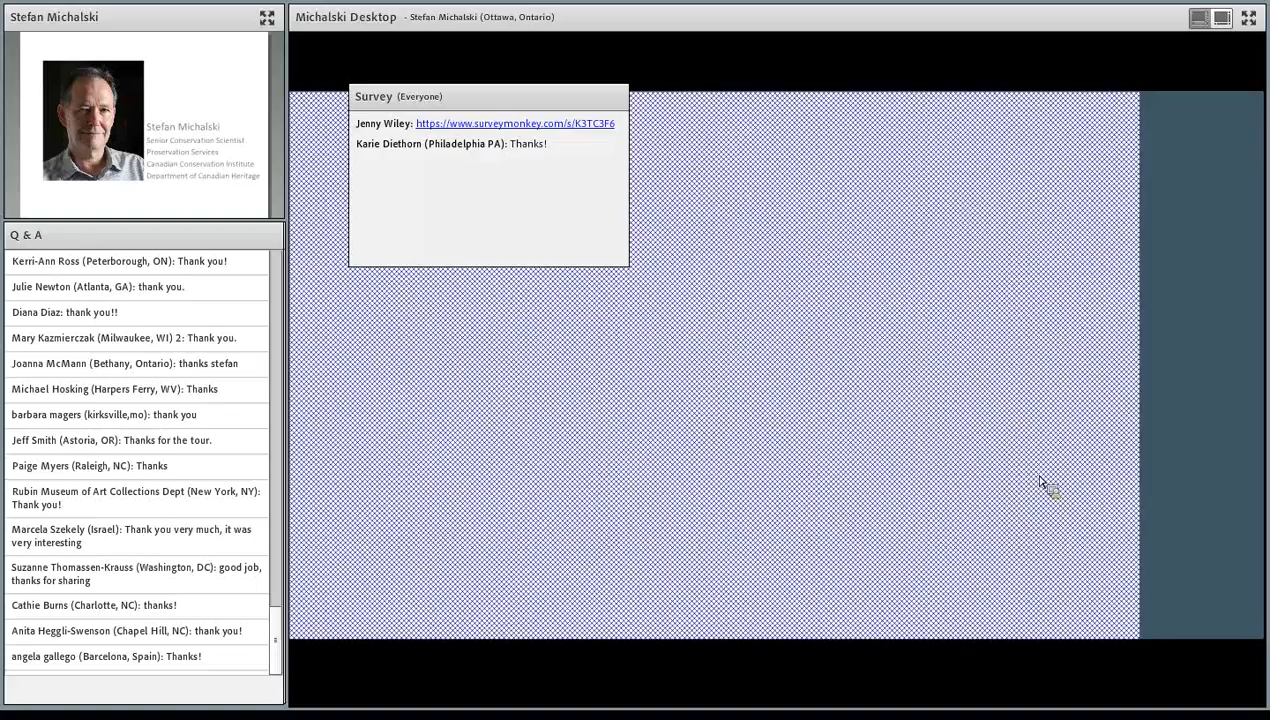 Stefan Michalski
Stefan Michalski
Senior Conservation Scientist
Preservation Services
Canadian Conservation Institute
Department of Canadian Heritage
Q & A
Kerri-Ann Ross (Peterborough, ON): Thank you!
Julie Newton (Atlanta, GA): thank you.
Diana Diaz: thank you!!
Mary Kazmierczak (Milwaukee, WI) 2: Thank you.
Joanna McMann (Bethany, Ontario): thanks stefan
Michael Hosking (Harpers Ferry, WV): Thanks
barbara magers (kirksville,mo): thank you
Jeff Smith (Astoria, OR): Thanks for the tour.
Paige Myers (Raleigh, NC): Thanks
Rubin Museum of Art Collections Dept (New York, NY):
Thank you!
Marcela Szekely (Israel): Thank you very much, it was
very interesting
Suzanne Thomassen-Krauss (Washington, DC): good job,
thanks for sharing
Cathie Burns (Charlotte, NC): thanks!
Anita Heggli-Swenson (Chapel Hill, NC): thank you!
angela gallego (Barcelona, Spain): Thanks!
Michalski Desktop - Stefan Michalski (Ottawa, Ontario)
Survey (Everyone)
Jenny Wiley: https://www.surveymonkey.com/s/K3TC3F6
Karie Diethorn (Philadelphia PA): Thanks!